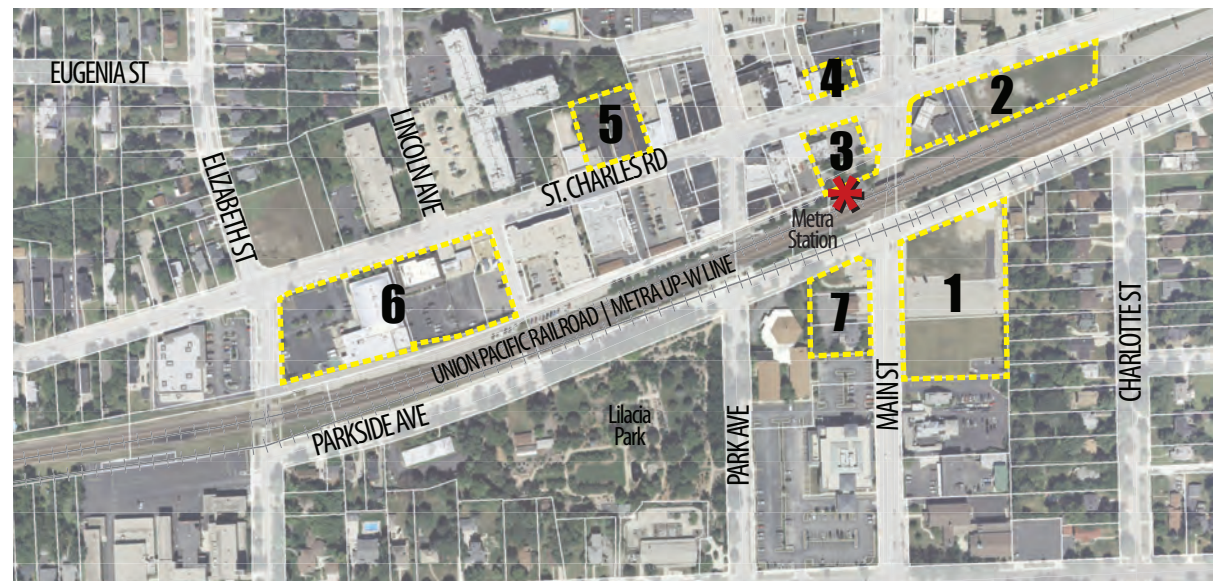 EUGENIA ST
LINCOLN AVE
ELIZABETH ST
ST. CHARLES RD
4
2
5
3
Metra
Station
6
1
7
UNION PACIFIC RAILROAD | METRA UP-W LINE
PARKSIDE AVE
Lilacia
Park
PARK AVE
MAIN ST
CHARLOTTE ST